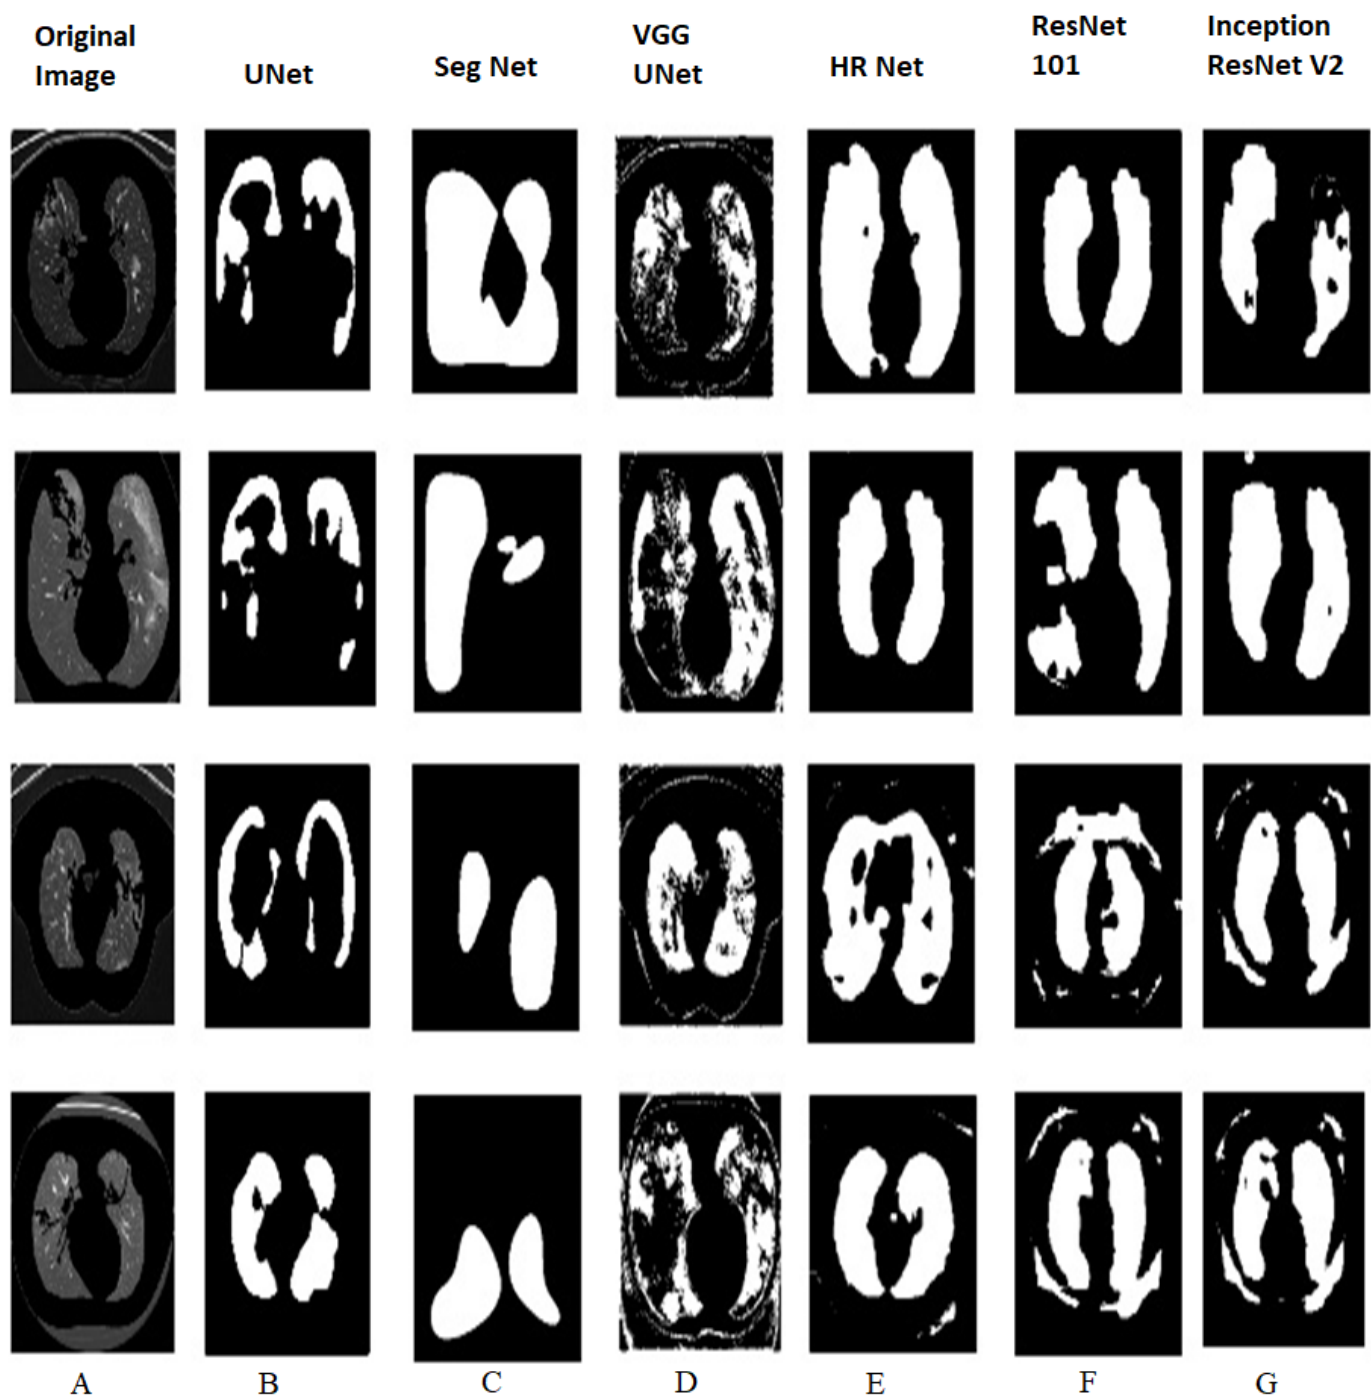 Original
Image
UNet
Seg Net
VGG
UNet
HR Net
ResNet
101
Inception
ResNet V2
A
B
C
D
E
F
G